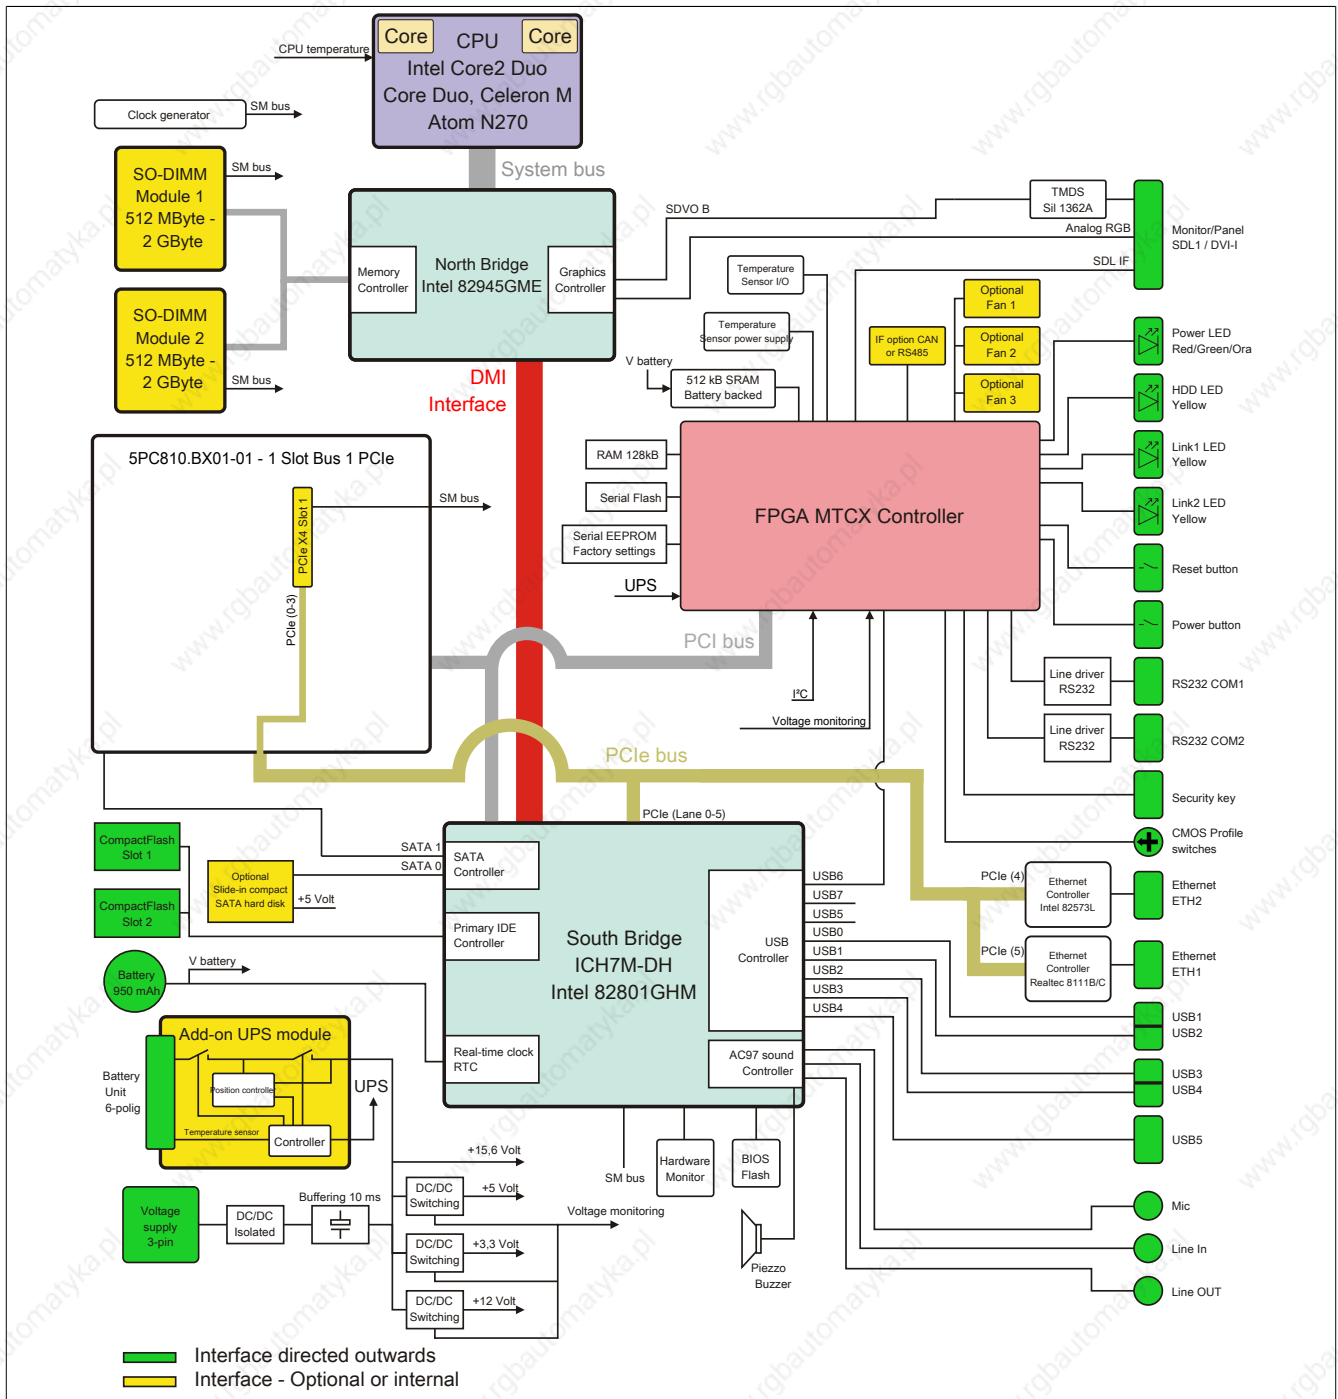 Core
CPU
Core
Intel Core2 Duo
Core Duo, Celeron M
Atom N270
CPU temperature
Clock generator
SM bus
SO-DIMM
Module 1
512 MByte -
2 GByte
SM bus
System bus
SO-DIMM
Module 2
512 MByte -
2 GByte
SM bus
Memory
Controller
North Bridge
Intel 82945GME
Graphics
Controller
SDVO B
TMDS
Sil 1362A
Analog RGB
SDL IF
Monitor/Panel
SDL1 / DVI-I
Temperature
Sensor I/O
Temperature
Sensor power supply
V battery
512 kB SRAM
Battery backed
IF option CAN
or RS485
Optional
Fan 1
Optional
Fan 2
Optional
Fan 3
Power LED
Red/Green/Ora
HDD LED
Yellow
Link1 LED
Yellow
Link2 LED
Yellow
Reset button
Power button
DMI
Interface
5PC810.BX01-01 - 1 Slot Bus 1 PCIe
PCIe X4 Slot 1
SM bus
PCIe (0-3)
RAM 128kB
Serial Flash
Serial EEPROM
Factory settings
UPS
FPGA MTCX Controller
PCI bus
I²C
Voltage monitoring
Line driver
RS232
RS232 COM1
Line driver
RS232
RS232 COM2
Security key
CMOS Profile
switches
PCIe bus
PCIe (Lane 0-5)
CompactFlash
Slot 1
CompactFlash
Slot 2
Optional
Slide-in compact
SATA hard disk
+5 Volt
SATA 1
SATA 0
SATA
Controller
Primary IDE
Controller
South Bridge
ICH7M-DH
Intel 82801GHM
USB
Controller
USB6
USB7
USB5
USB0
USB1
USB2
USB3
USB4
PCIe (4)
Ethernet
Controller
Intel 82573L
Ethernet
ETH2
PCIe (5)
Ethernet
Controller
Realtec 8111B/C
Ethernet
ETH1
USB1
USB2
USB3
USB4
USB5
Battery
950 mAh
V battery
Real-time clock
RTC
AC97 sound
Controller
Add-on UPS module
Battery
Unit
6-polig
Position controller
Temperature sensor
Controller
UPS
SM bus
Hardware
Monitor
BIOS
Flash
Piezzo
Buzzer
Mic
Line In
Line OUT
Voltage
supply
3-pin
DC/DC
Isolated
Buffering 10 ms
+15,6 Volt
DC/DC
Switching
+5 Volt
Voltage monitoring
DC/DC
Switching
+3,3 Volt
DC/DC
Switching
+12 Volt
Interface directed outwards
Interface - Optional or internal
www.rgbautomatyka.pl